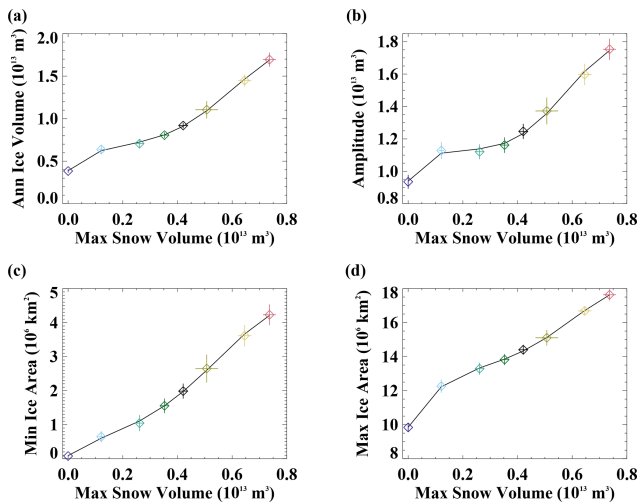 (a)
2.0
1.5
1.0
0.5
0.0
Ann Ice Volume (10¹³ m³)
0.0 0.2 0.4 0.6 0.8
Max Snow Volume (10¹³ m³)
(b)
1.8
1.6
1.4
1.2
1.0
0.8
Amplitude (10¹³ m³)
0.0 0.2 0.4 0.6 0.8
Max Snow Volume (10¹³ m³)
(c)
5
4
3
2
1
0
Min Ice Area (10⁶ km²)
0.0 0.2 0.4 0.6 0.8
Max Snow Volume (10¹³ m³)
(d)
18
16
14
12
10
8
Max Ice Area (10⁶ km²)
0.0 0.2 0.4 0.6 0.8
Max Snow Volume (10¹³ m³)